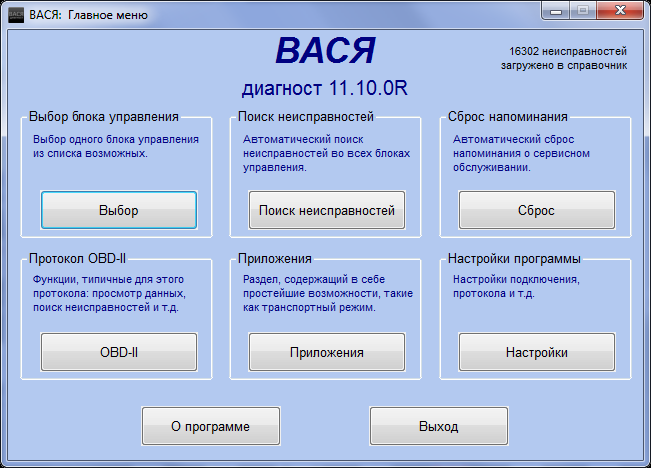 ВАСЯ: Главное меню
ВАСЯ
диагност 11.10.0R
16302 неисправностей
загружено в справочник
Выбор блока управления
Выбор одного блока управления
из списка возможных.
Выбор
Поиск неисправностей
Автоматический поиск
неисправностей во всех блоках
управления.
Поиск неисправностей
Сброс напоминания
Автоматический сброс
напоминания о сервисном
обслуживании.
Сброс
Протокол OBD-II
Функции, типичные для этого
протокола: просмотр данных,
поиск неисправностей и т.д.
OBD-II
Приложения
Раздел, содержащий в себе
простейшие возможности, такие
как транспортный режим.
Приложения
Настройки программы
Настройки подключения,
протокола и т.д.
Настройки
О программе
Выход